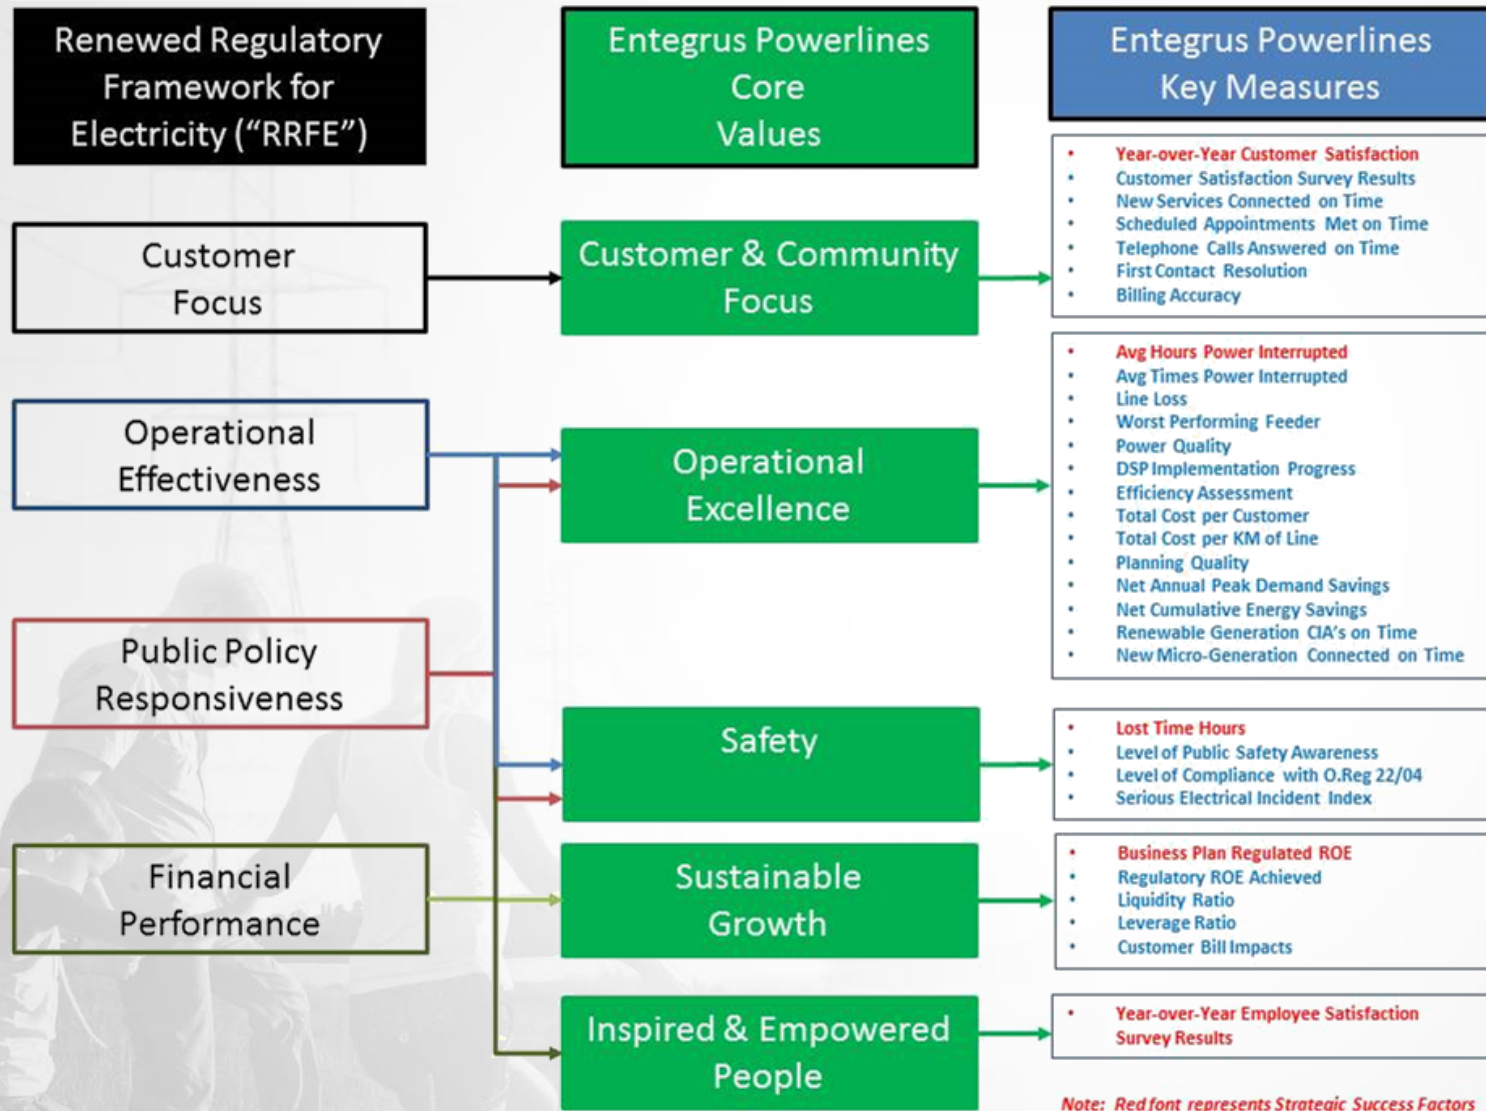 Renewed Regulatory
Framework for
Electricity (“RRFE”)
Entegrus Powerlines
Core
Values
Entegrus Powerlines
Key Measures
Customer
Focus
Customer & Community
Focus
• Year-over-Year Customer Satisfaction
• Customer Satisfaction Survey Results
• New Services Connected on Time
• Scheduled Appointments Met on Time
• Telephone Calls Answered on Time
• First Contact Resolution
• Billing Accuracy
Operational
Effectiveness
Operational
Excellence
• Avg Hours Power Interrupted
• Avg Times Power Interrupted
• Line Loss
• Worst Performing Feeder
• Power Quality
• DSP Implementation Progress
• Efficiency Assessment
• Total Cost per Customer
• Total Cost per KM of Line
• Planning Quality
• Net Annual Peak Demand Savings
• Net Cumulative Energy Savings
• Renewable Generation CIA's on Time
• New Micro-Generation Connected on Time
Public Policy
Responsiveness
Safety
• Lost Time Hours
• Level of Public Safety Awareness
• Level of Compliance with O.Reg 22/04
• Serious Electrical Incident Index
Financial
Performance
Sustainable
Growth
• Business Plan Regulated ROE
• Regulatory ROE Achieved
• Liquidity Ratio
• Leverage Ratio
• Customer Bill Impacts
Inspired & Empowered
People
• Year-over-Year Employee Satisfaction
Survey Results
Note: Red font represents Strategic Success Factors